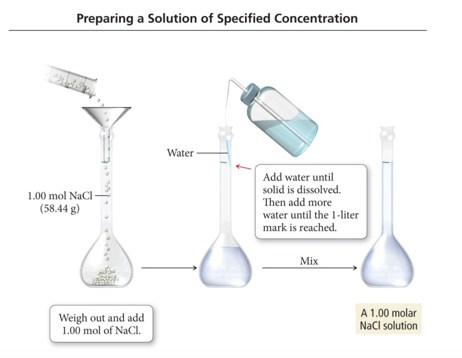 Preparing a Solution of Specified Concentration
Water
Add water until
solid is dissolved.
Then add more
water until the 1-liter
mark is reached.
1.00 mol NaCl
(58.44 g)
Mix
Weigh out and add
1.00 mol of NaCl.
A 1.00 molar
NaCl solution